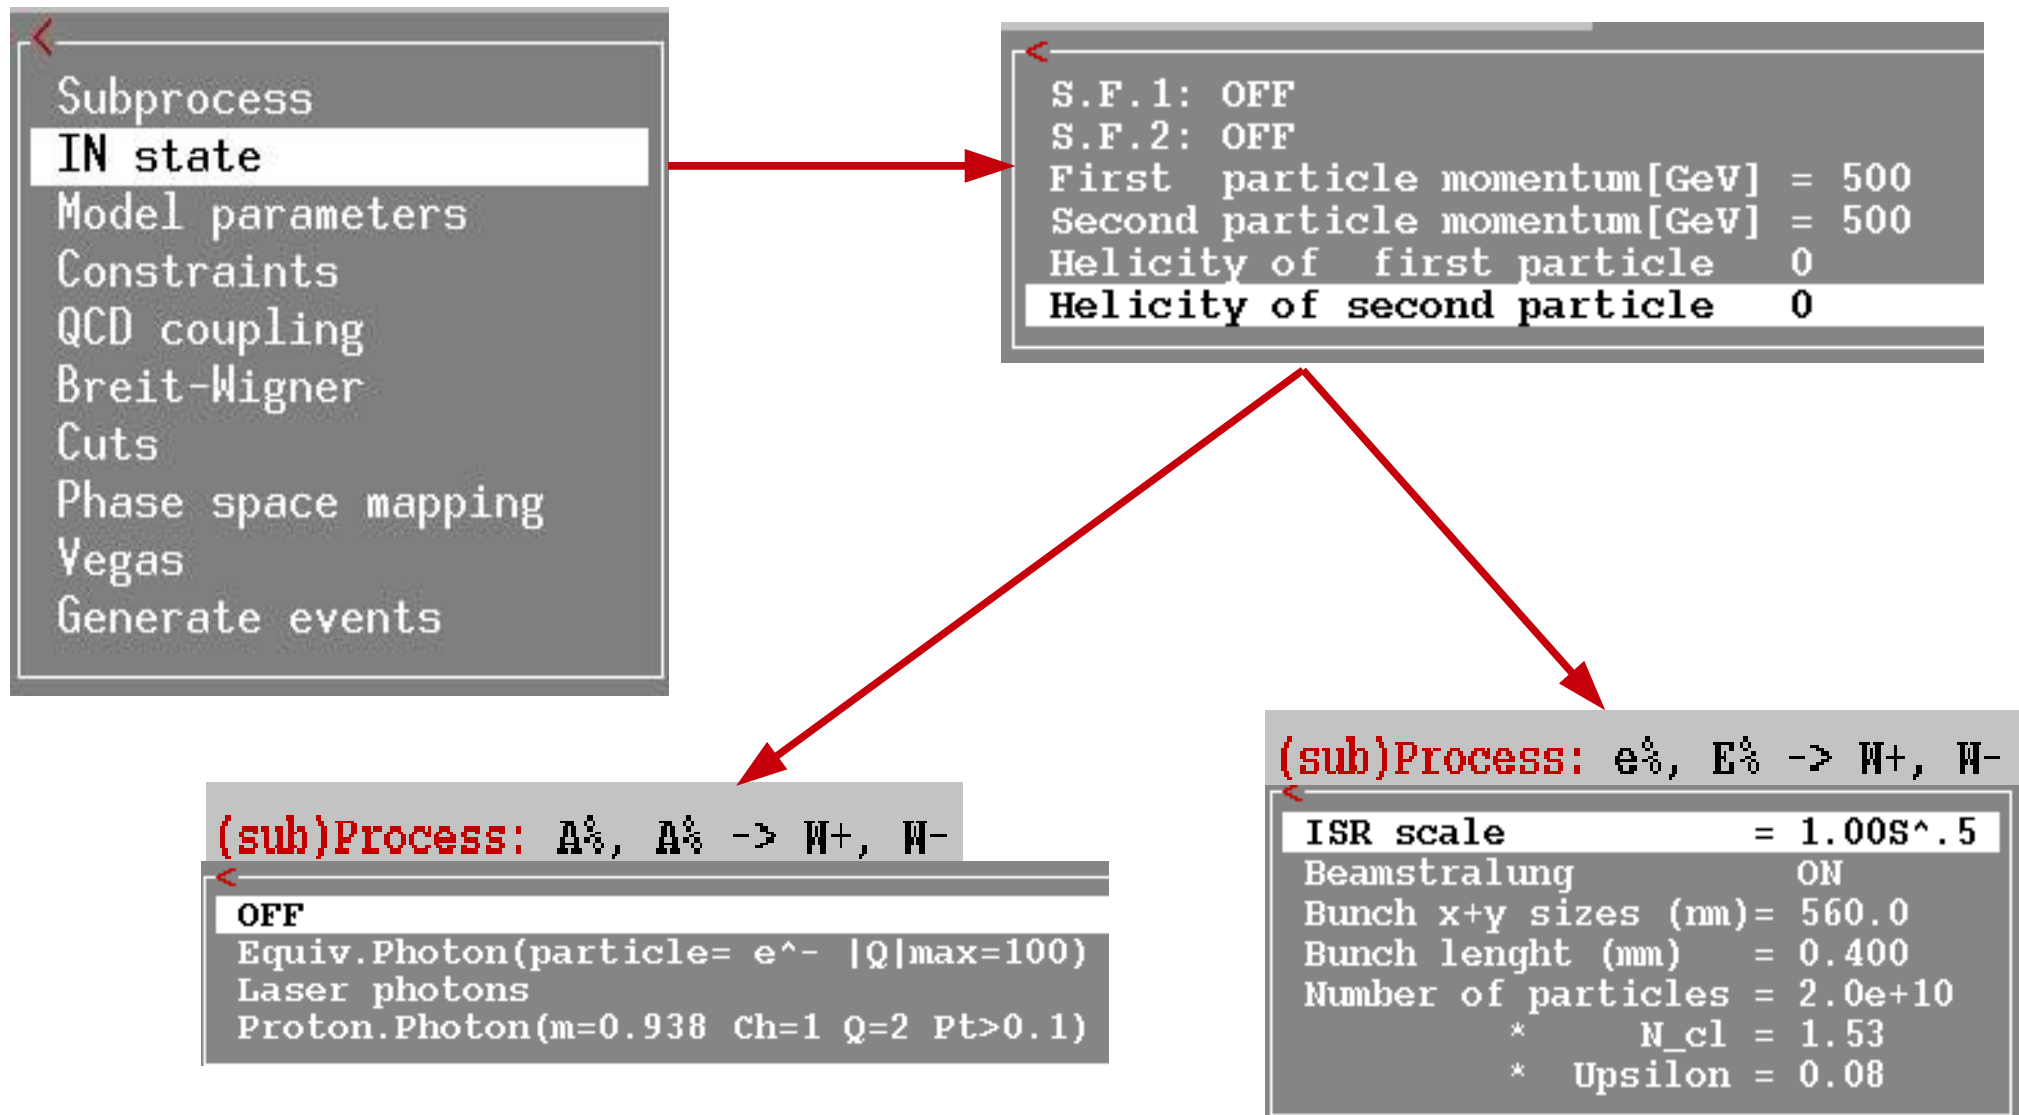 <
Subprocess
IN state
Model parameters
Constraints
QCD coupling
Breit-Wigner
Cuts
Phase space mapping
Vegas
Generate events
<
S.F.1: OFF
S.F.2: OFF
First particle momentum[GeV] = 500
Second particle momentum[GeV] = 500
Helicity of first particle 0
Helicity of second particle 0
(sub)Process: A%, A% -> W+, W-
<
OFF
Equiv.Photon(particle= e^- |Q|max=100)
Laser photons
Proton.Photon(m=0.938 Ch=1 Q=2 Pt>0.1)
(sub)Process: e%, E% -> W+, W-
<
ISR scale = 1.00S^.5
Beamstralung ON
Bunch x+y sizes (nm)= 560.0
Bunch lenght (mm) = 0.400
Number of particles = 2.0e+10
* N_cl = 1.53
* Upsilon = 0.08